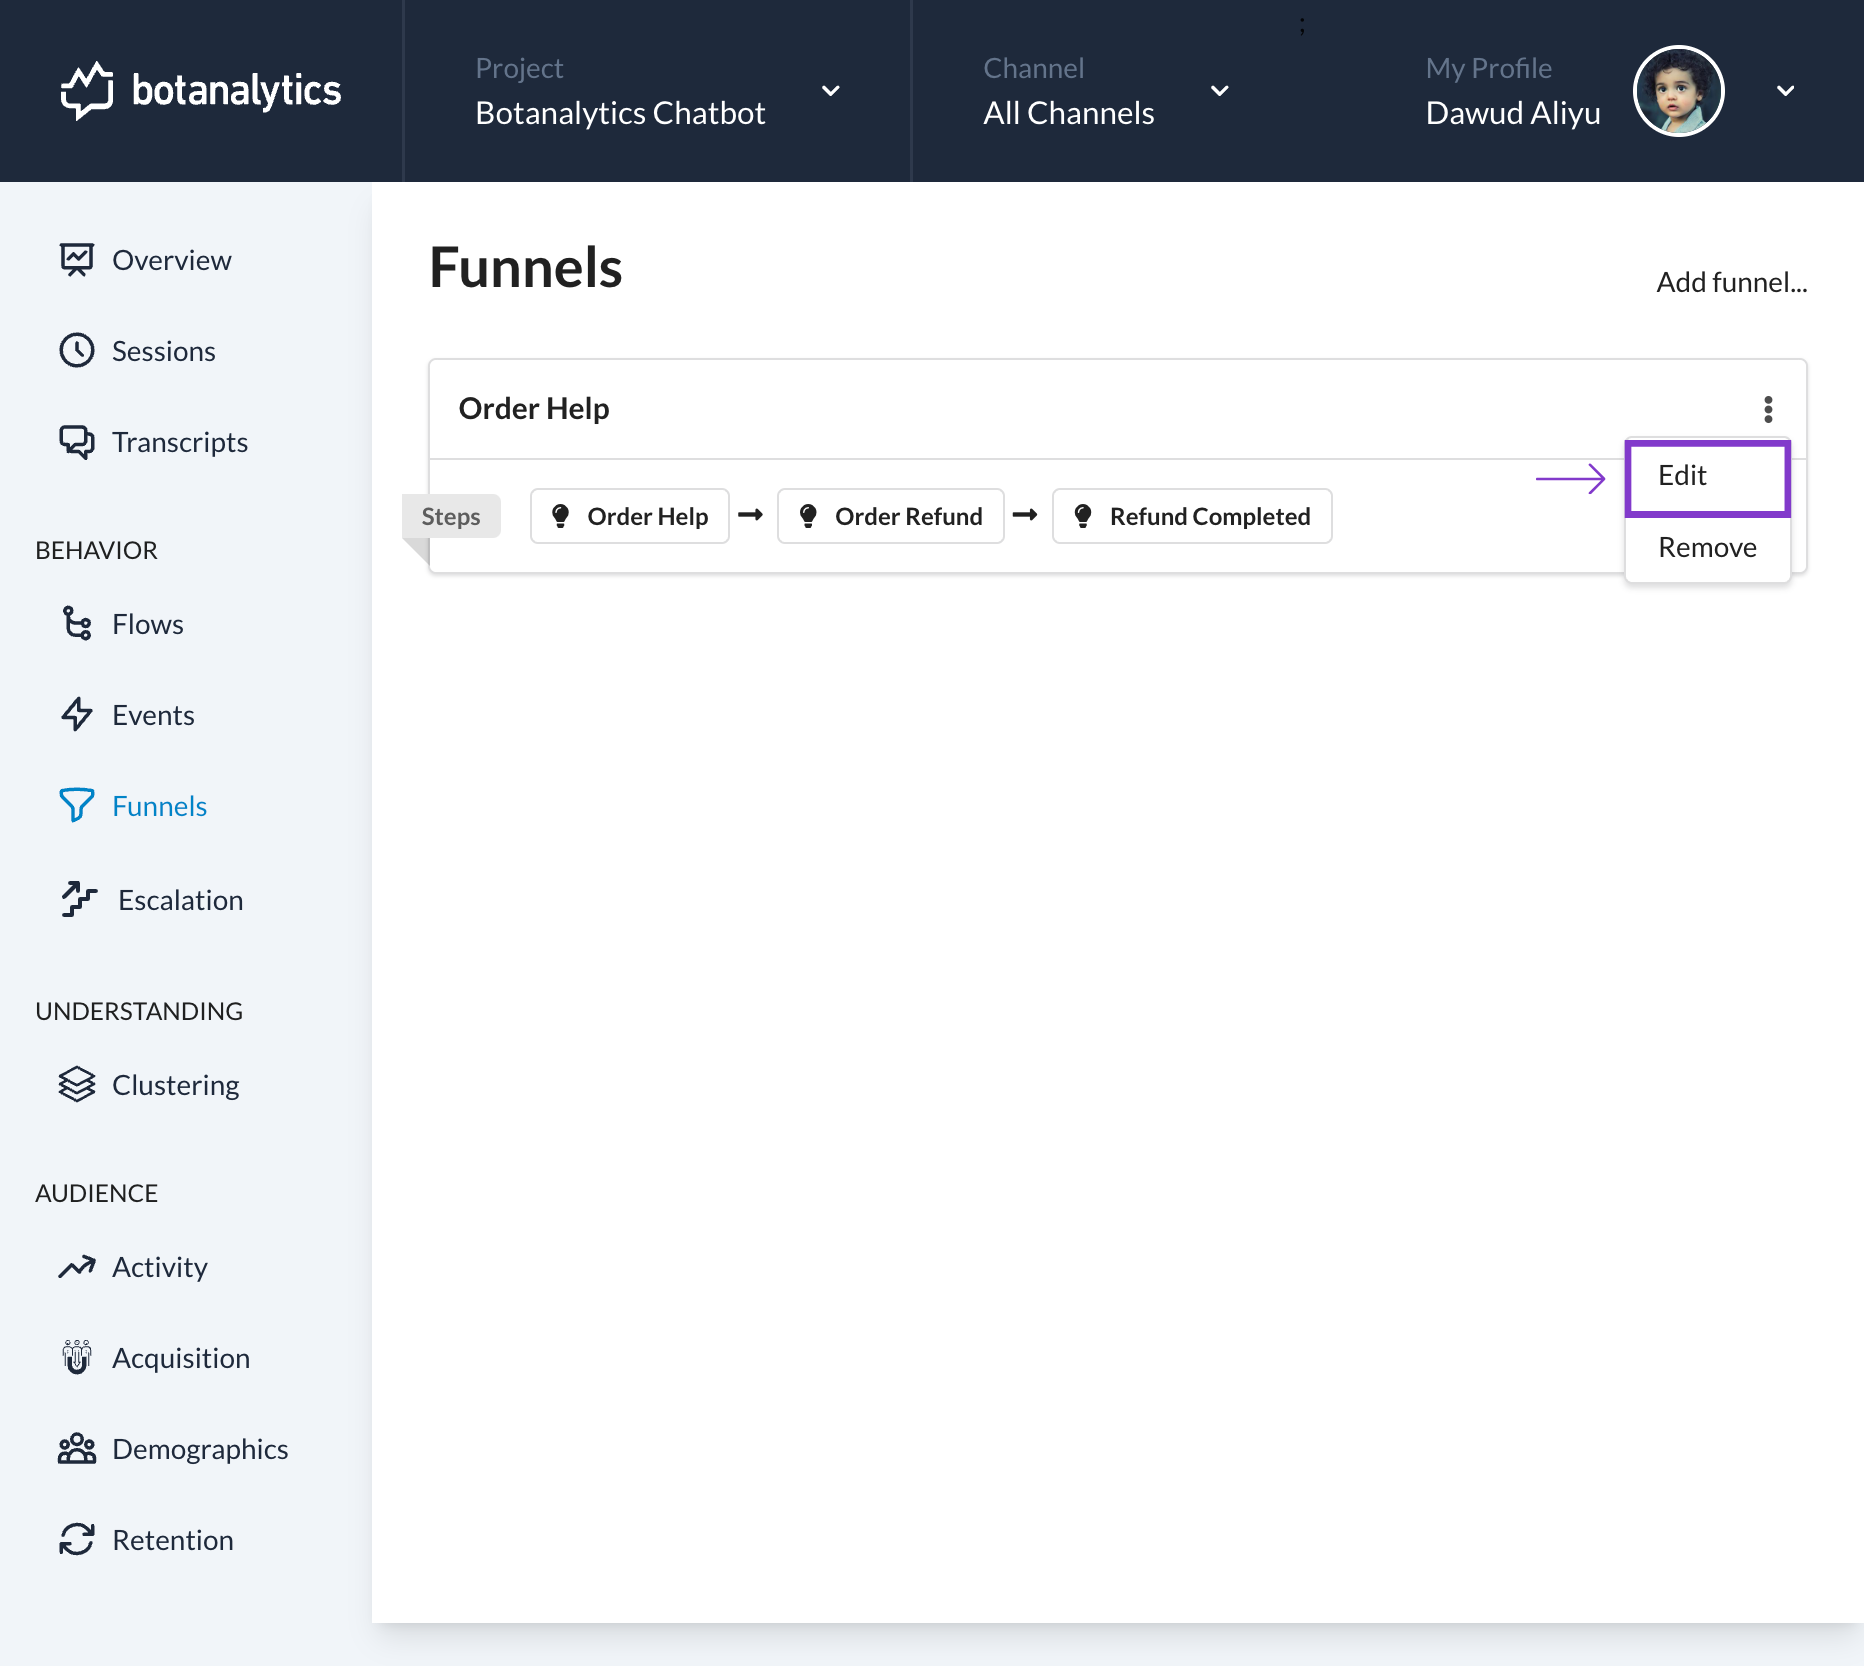 botanalytics
Project
Botanalytics Chatbot
Channel
All Channels
;
My Profile
Dawud Aliyu
Overview
Sessions
Transcripts
BEHAVIOR
Flows
Events
Funnels
Escalation
UNDERSTANDING
Clustering
AUDIENCE
Activity
Acquisition
Demographics
Retention
Funnels
Add funnel...
Order Help
Steps
Order Help
Order Refund
Refund Completed
Edit
Remove